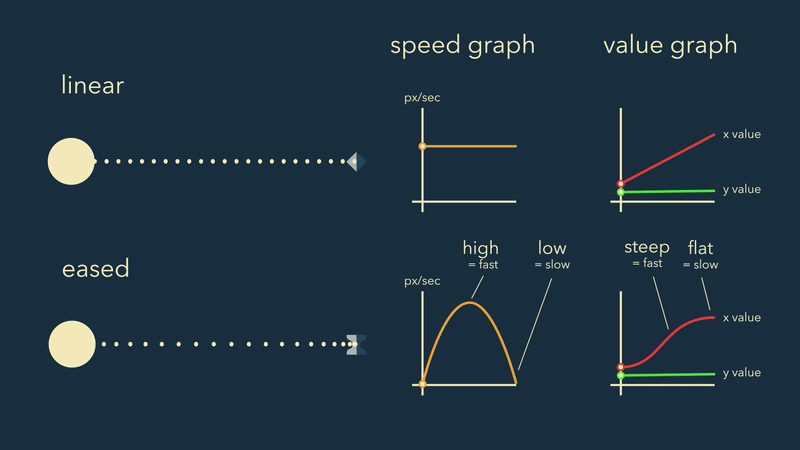 speed graph
value graph
linear
px/sec
x value
y value
eased
high
= fast
low
= slow
steep
= fast
flat
= slow
px/sec
x value
y value